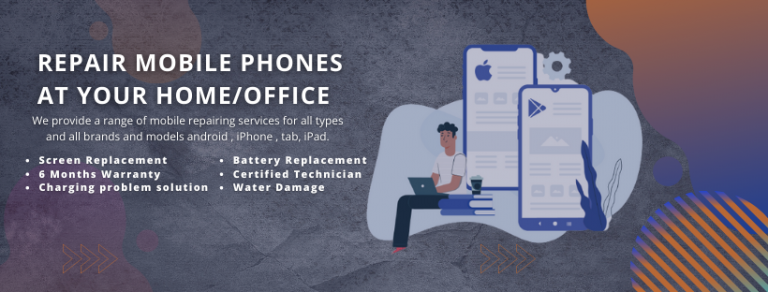 REPAIR MOBILE PHONES
AT YOUR HOME/OFFICE
We provide a range of mobile repairing services for all types
and all brands and models android , iPhone , tab, iPad.
• Screen Replacement
• 6 Months Warranty
• Charging problem solution
• Battery Replacement
• Certified Technician
• Water Damage